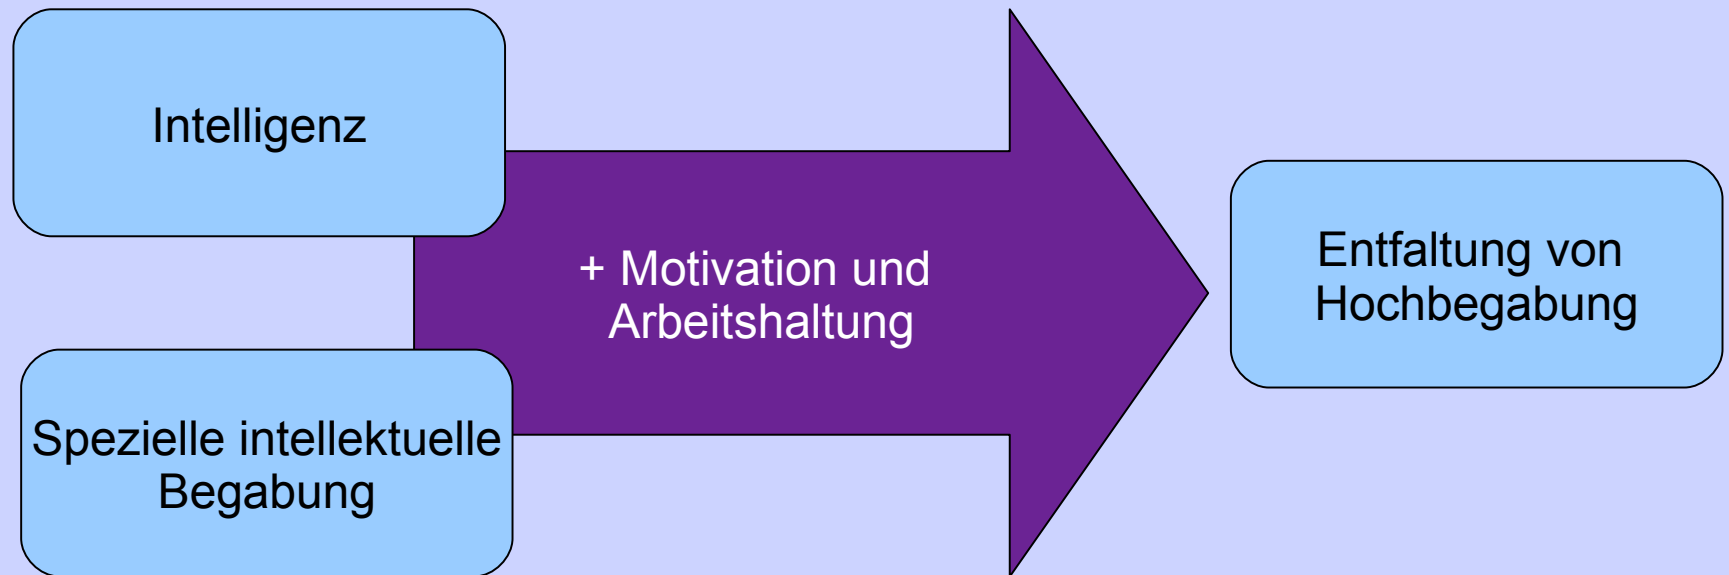 Intelligenz
Spezielle intellektuelle
Begabung
+ Motivation und
Arbeitshaltung
Entfaltung von
Hochbegabung